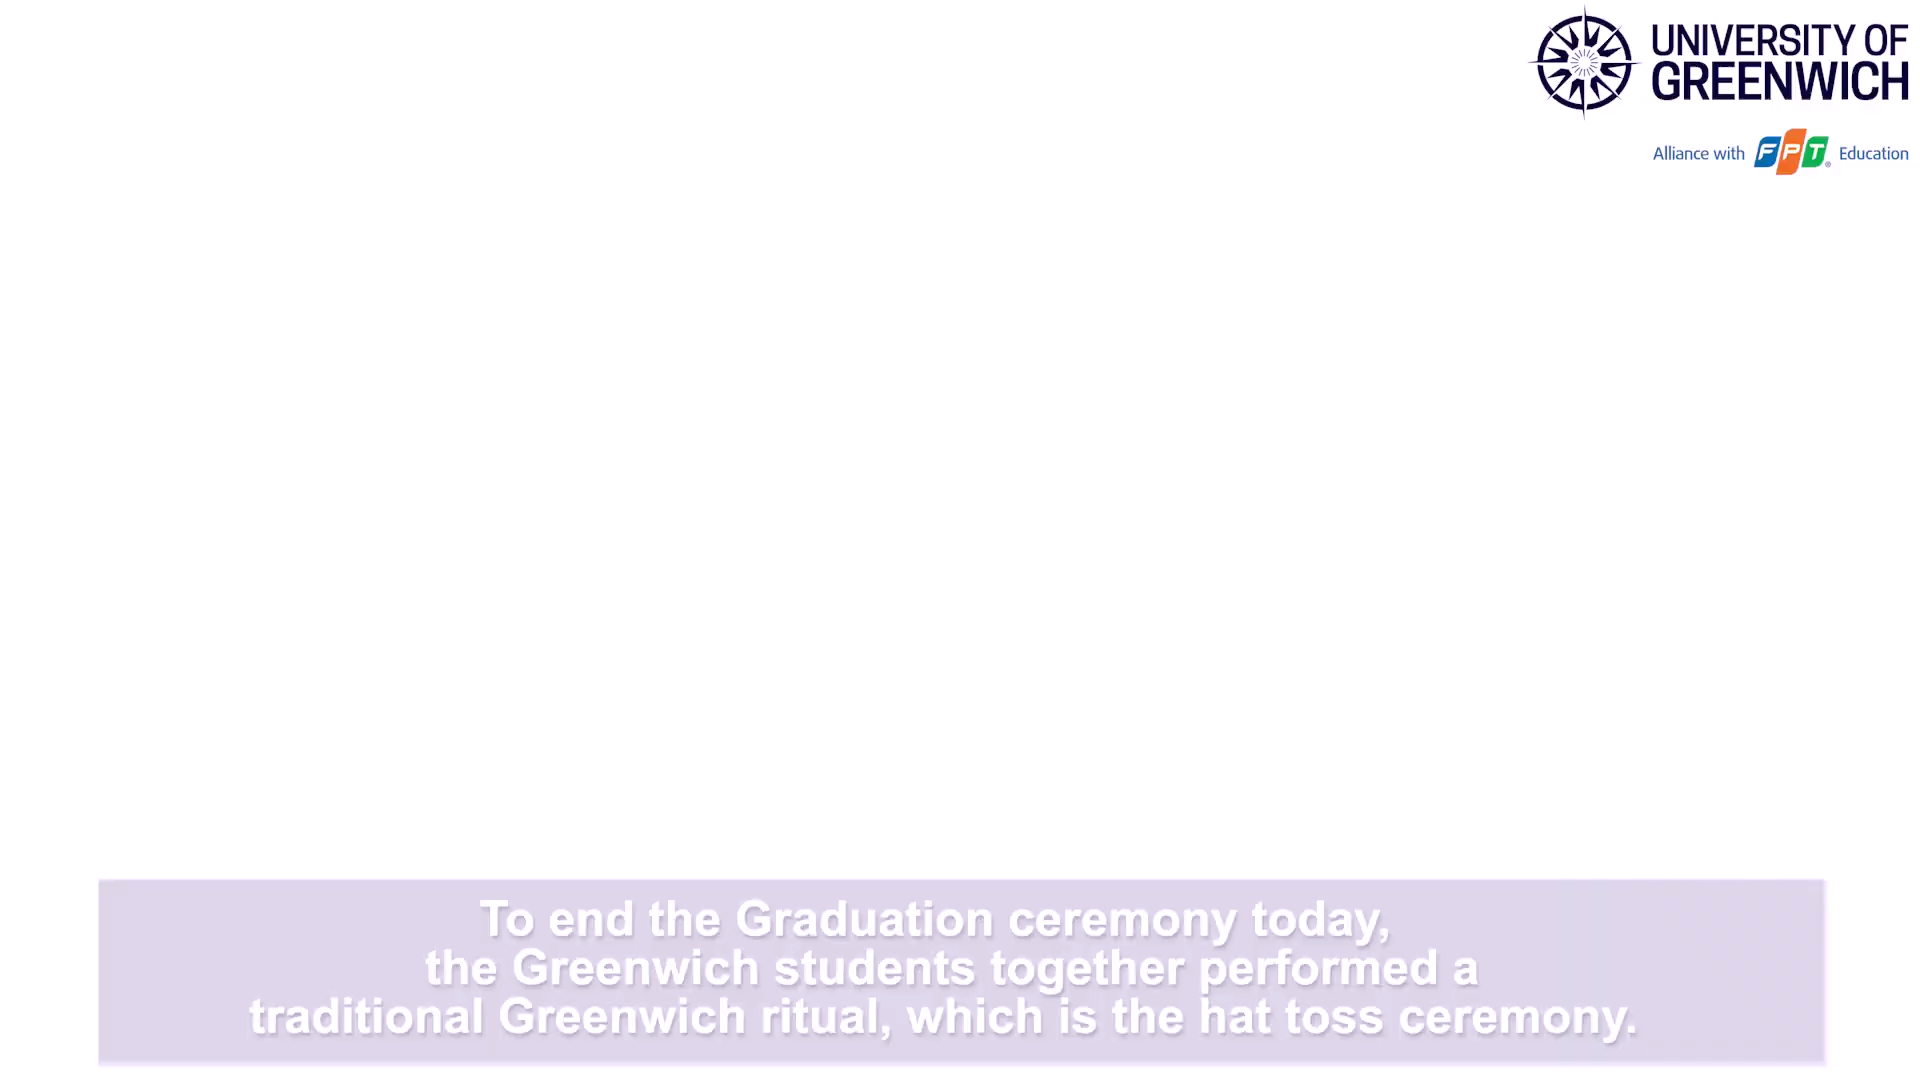 UNIVERSITY OF
GREENWICH
Alliance with FPT Education
To end the Graduation ceremony today,
the Greenwich students together performed a
traditional Greenwich ritual, which is the hat toss ceremony.